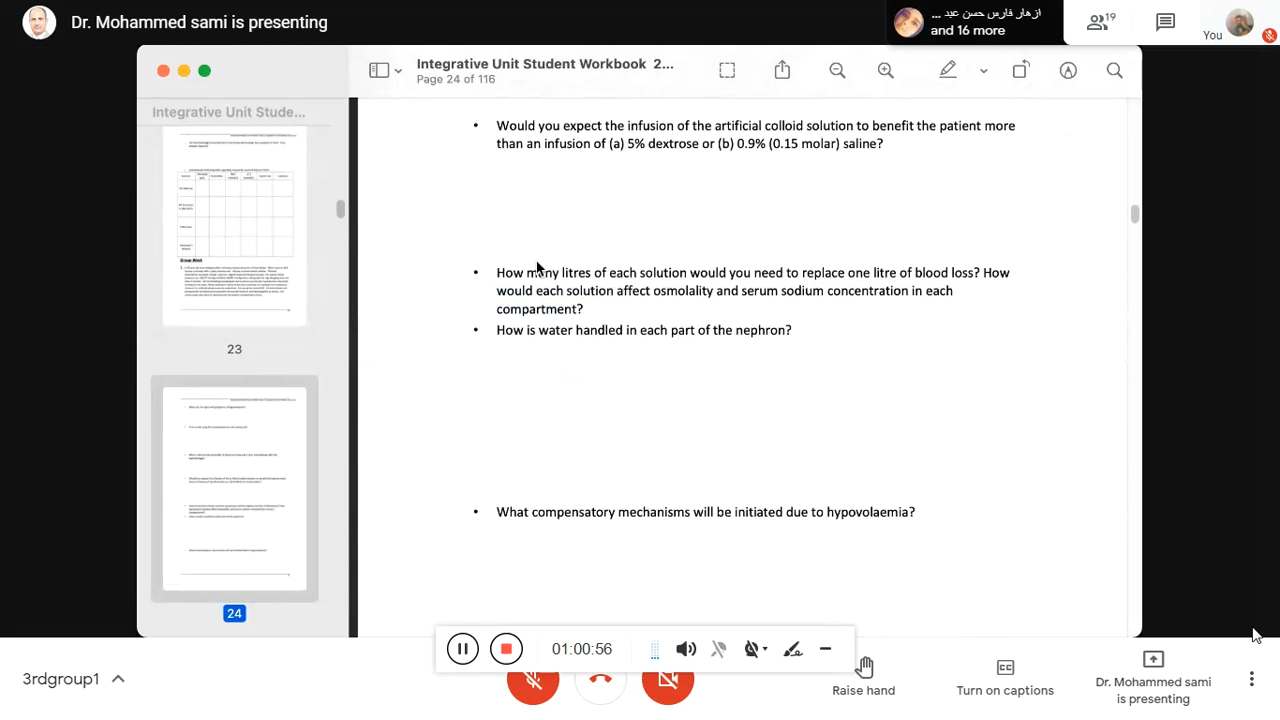 Dr. Mohammed sami is presenting
ازهار فارس حسن عبد ...
and 16 more
19
You
Integrative Unit Student Workbook 2...
Page 24 of 116
Integrative Unit Stude...
23
24
• Would you expect the infusion of the artificial colloid solution to benefit the patient more
than an infusion of (a) 5% dextrose or (b) 0.9% (0.15 molar) saline?
• How many litres of each solution would you need to replace one litre of blood loss? How
would each solution affect osmolality and serum sodium concentration in each
compartment?
• How is water handled in each part of the nephron?
• What compensatory mechanisms will be initiated due to hypovolaemia?
01:00:56
3rdgroup1
Raise hand
CC
Turn on captions
Dr. Mohammed sami
is presenting